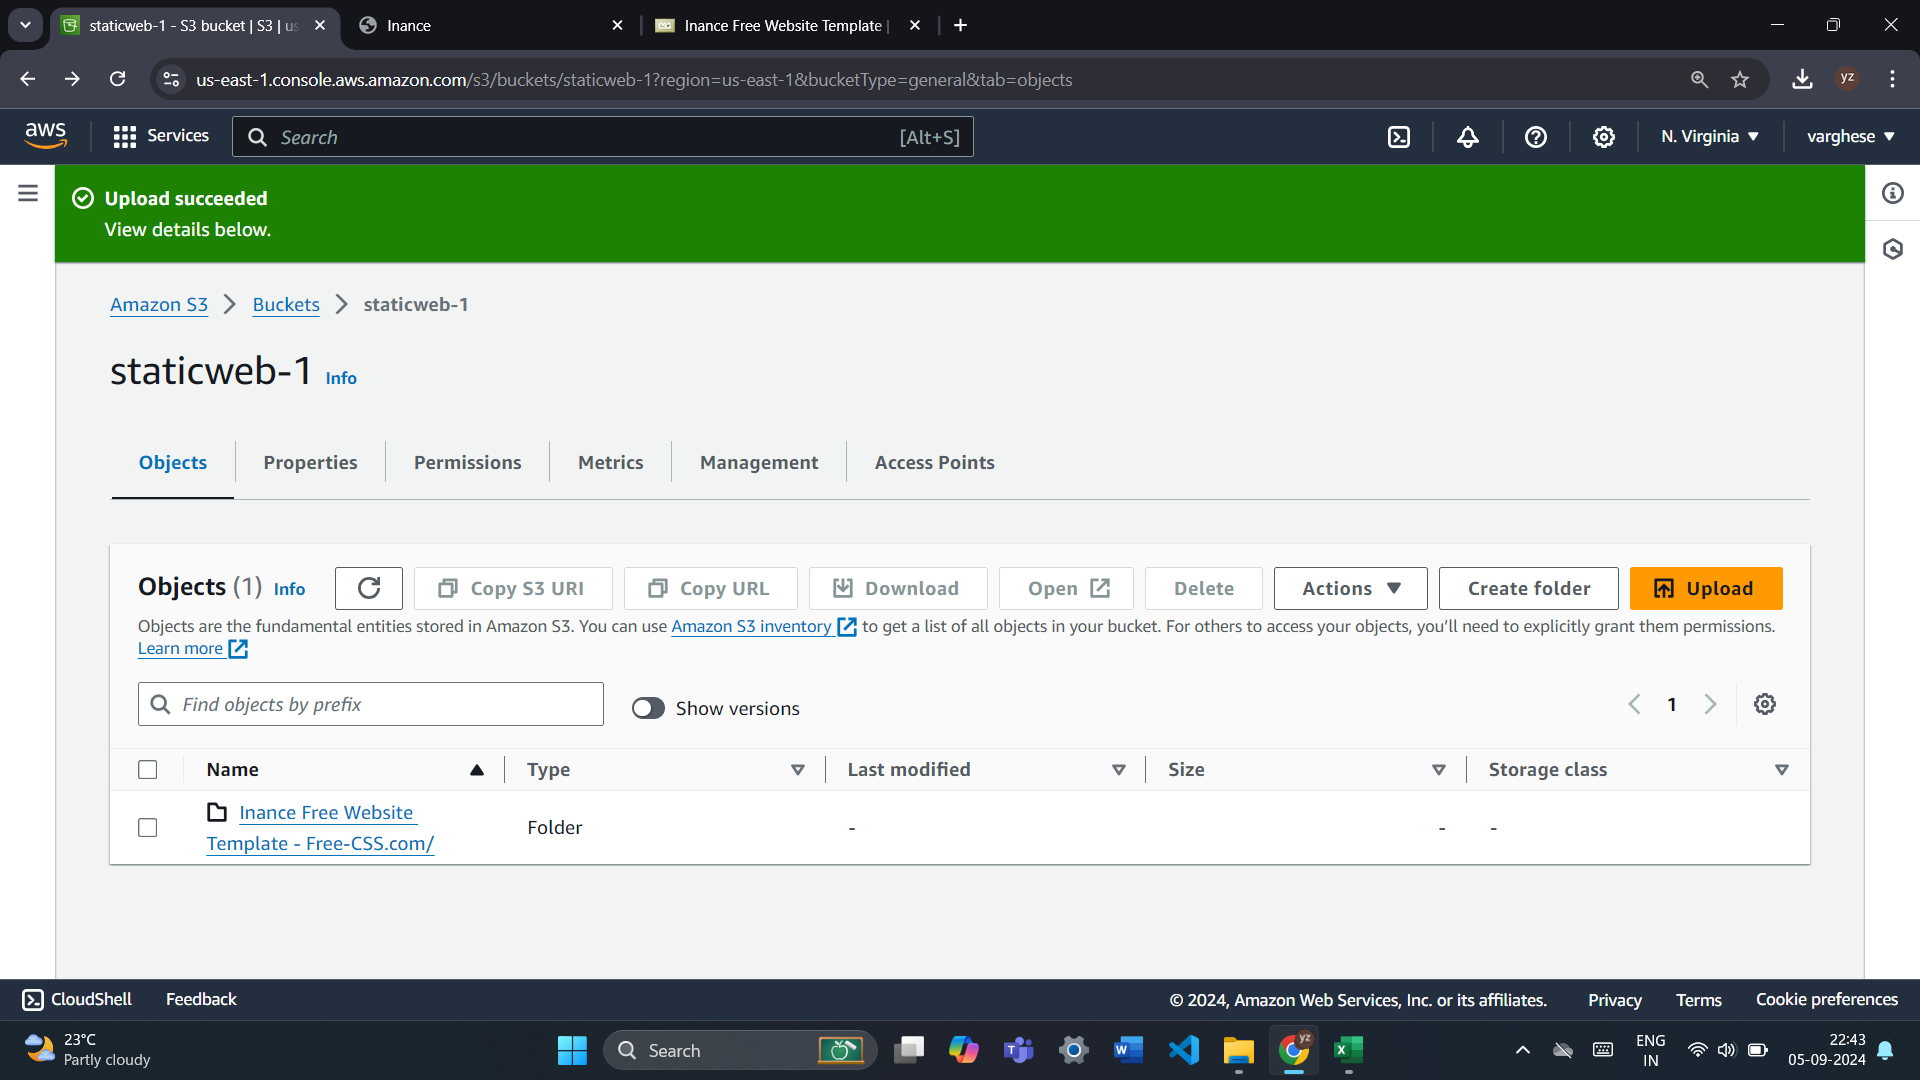 staticweb-1 - S3 bucket | S3 | us
Inance
Inance Free Website Template |
us-east-1.console.aws.amazon.com/s3/buckets/staticweb-1?region=us-east-1&bucketType=general&tab=objects
yz
aws
Services
Search
[Alt+S]
N. Virginia
varghese
Upload succeeded
View details below.
Amazon S3
Buckets
staticweb-1
staticweb-1 Info
Objects
Properties
Permissions
Metrics
Management
Access Points
Objects (1) Info
Copy S3 URI
Copy URL
Download
Open
Delete
Actions
Create folder
Upload
Objects are the fundamental entities stored in Amazon S3. You can use Amazon S3 inventory to get a list of all objects in your bucket. For others to access your objects, you'll need to explicitly grant them permissions.
Learn more
Find objects by prefix
Show versions
1
Name
Type
Last modified
Size
Storage class
Inance Free Website
Template - Free-CSS.com/
Folder
-
-
-
CloudShell
Feedback
© 2024, Amazon Web Services, Inc. or its affiliates.
Privacy
Terms
Cookie preferences
23°C
Partly cloudy
Search
yz
ENG
IN
22:43
05-09-2024